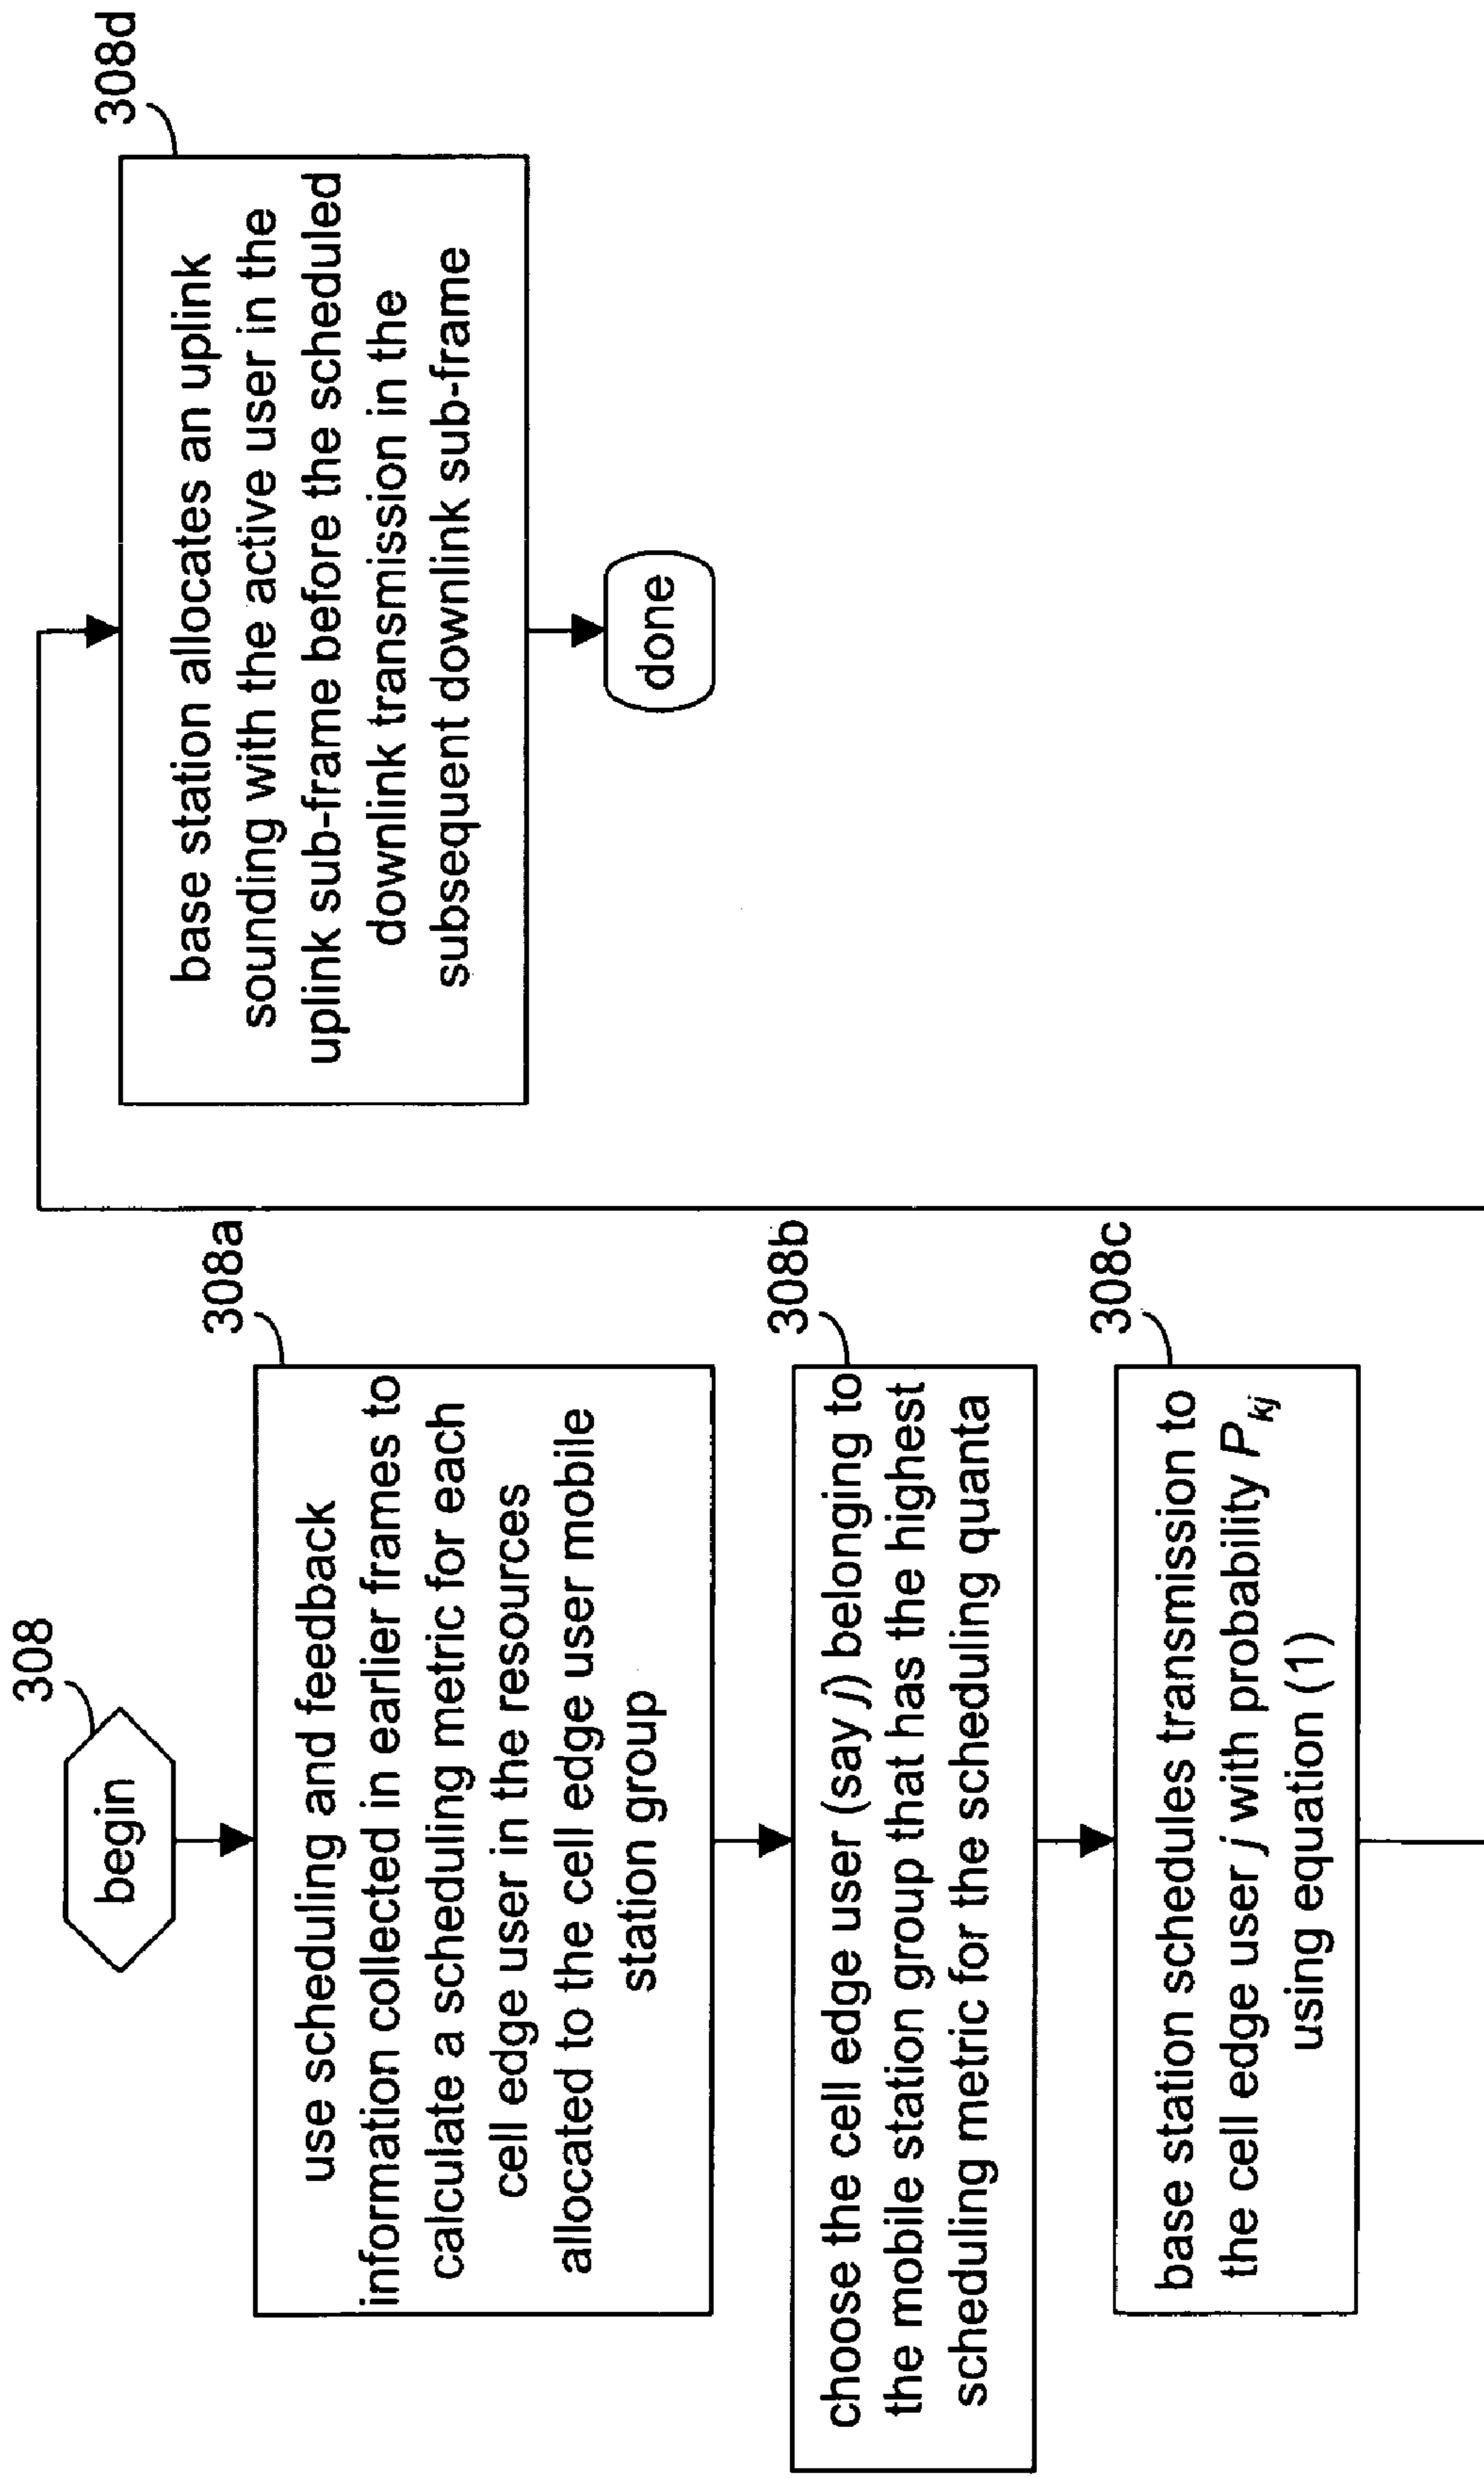 308
begin
308a
use scheduling and feedback
information collected in earlier frames to
calculate a scheduling metric for each
cell edge user in the resources
allocated to the cell edge user mobile
station group
308b
choose the cell edge user (say j) belonging to
the mobile station group that has the highest
scheduling metric for the scheduling quanta
308c
base station schedules transmission to
the cell edge user j with probability Pkj
using equation (1)
308d
base station allocates an uplink
sounding with the active user in the
uplink sub-frame before the scheduled
downlink transmission in the
subsequent downlink sub-frame
done